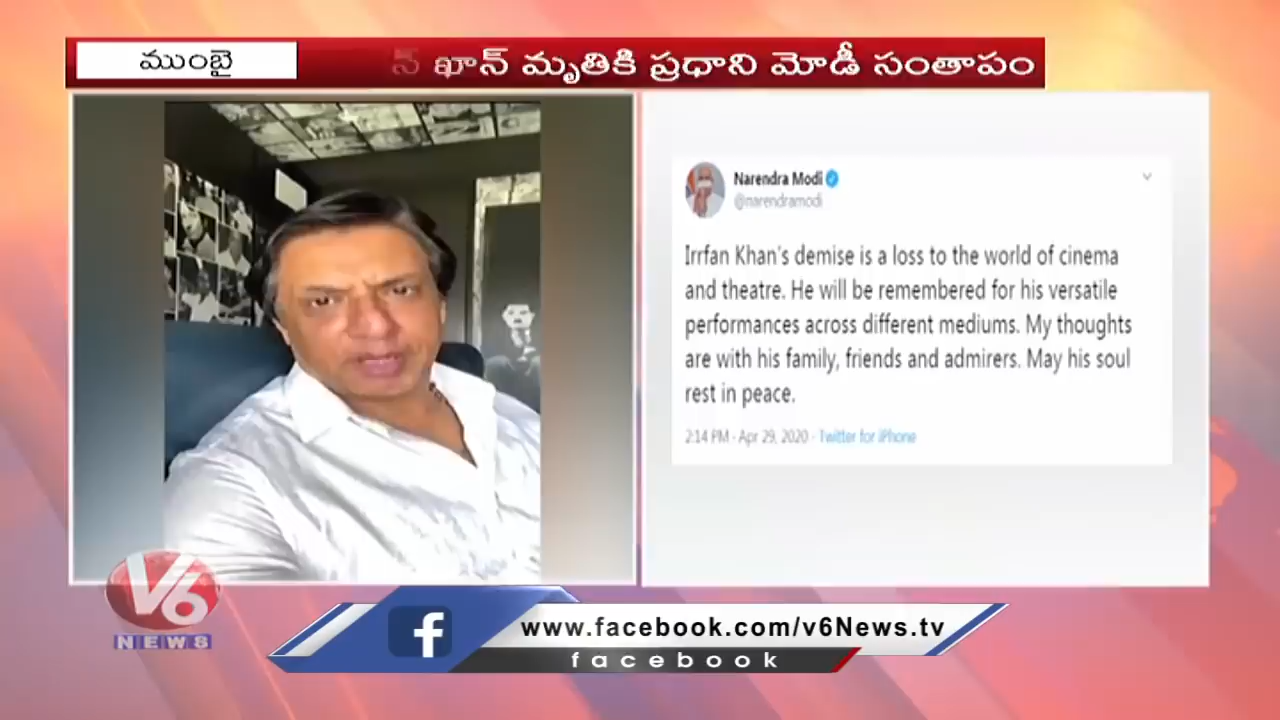 ముంబై
ఖాన్ మృతికి ప్రధాని మోడీ సంతాపం
Narendra Modi
@narendramodi
Irrfan Khan's demise is a loss to the world of cinema
and theatre. He will be remembered for his versatile
performances across different mediums. My thoughts
are with his family, friends and admirers. May his soul
rest in peace.
2:14 PM · Apr 29, 2020 · Twitter for iPhone
V6
NEWS
www.facebook.com/v6News.tv
facebook